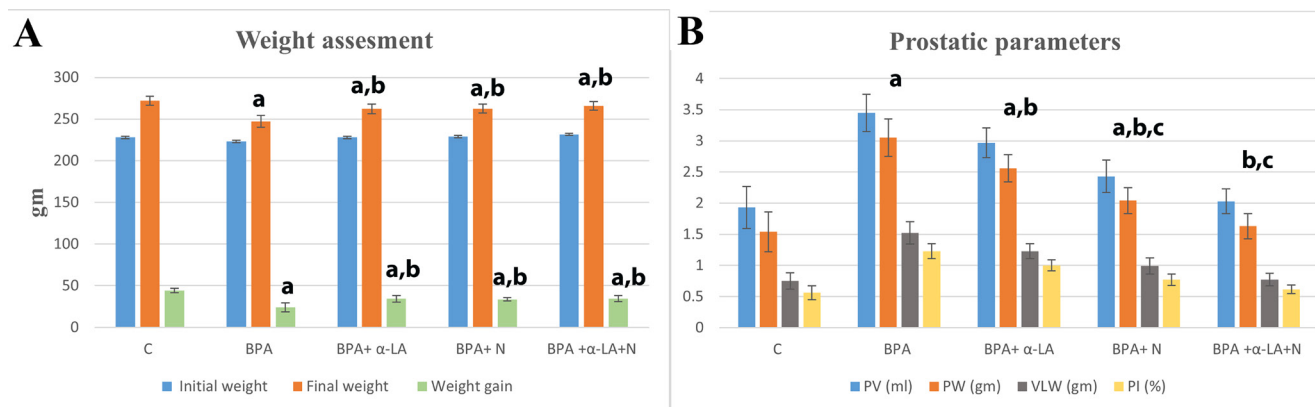 A
Weight assesment
gm
300
250
200
150
100
50
0
a
a,b
a,b
a,b
a
a,b
a,b
a,b
C
BPA
BPA+ α-LA
BPA+ N
BPA +α-LA+N
Initial weight
Final weight
Weight gain
B
Prostatic parameters
4
3.5
3
2.5
2
1.5
1
0.5
0
a
a,b
a,b,c
b,c
C
BPA
BPA+ α-LA
BPA+ N
BPA +α-LA+N
PV (ml)
PW (gm)
VLW (gm)
PI (%)